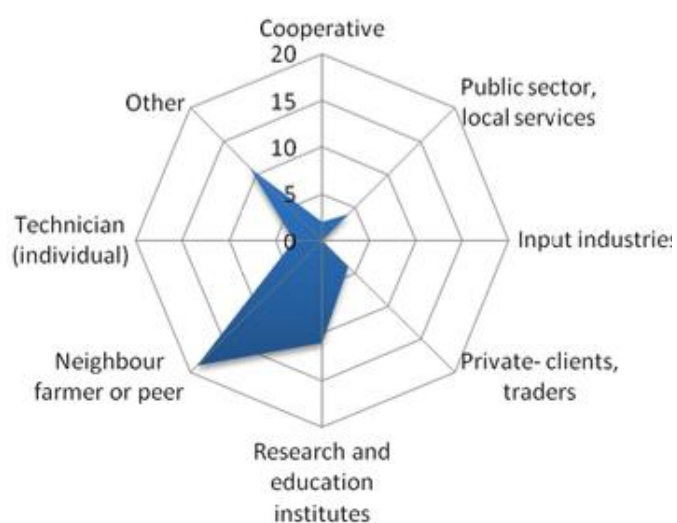 Cooperative
20
Public sector,
local services
15
Other
10
5
Technician
(individual)
0
Input industries
Neighbour
farmer or peer
Private- clients,
traders
Research and
education
institutes